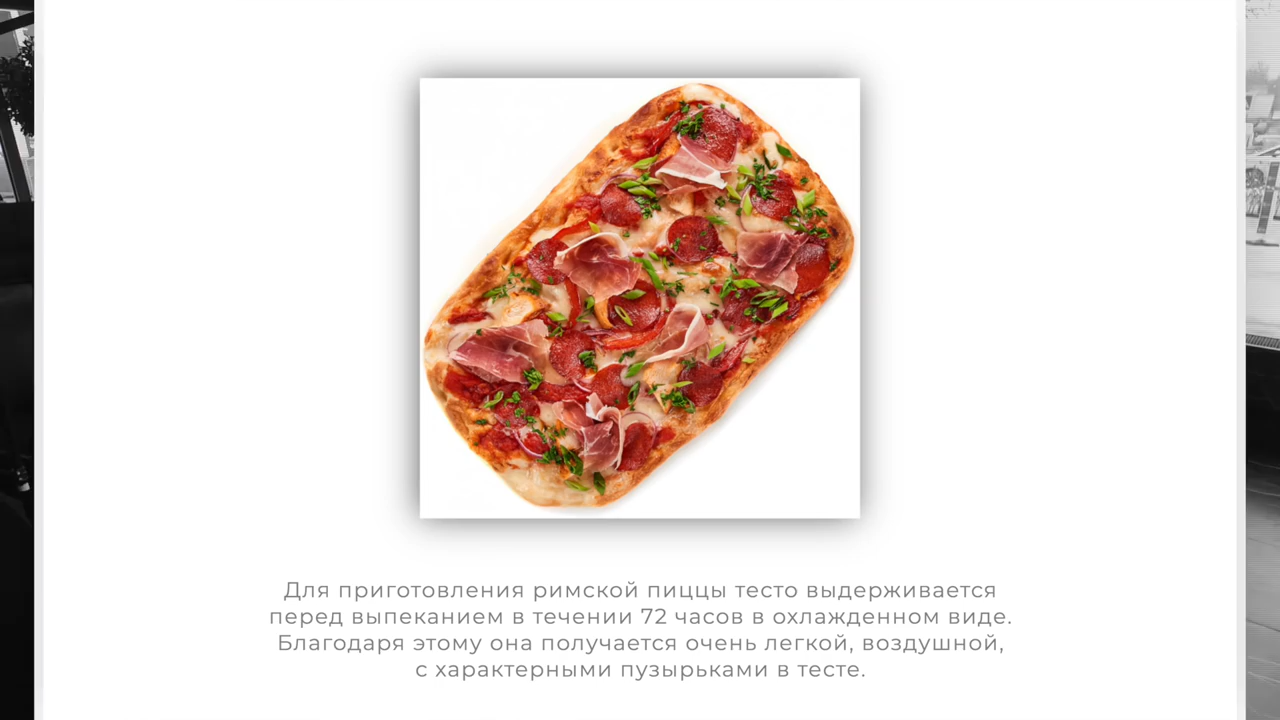 Для приготовления римской пиццы тесто выдерживается
перед выпеканием в течении 72 часов в охлажденном виде.
Благодаря этому она получается очень легкой, воздушной,
с характерными пузырьками в тесте.